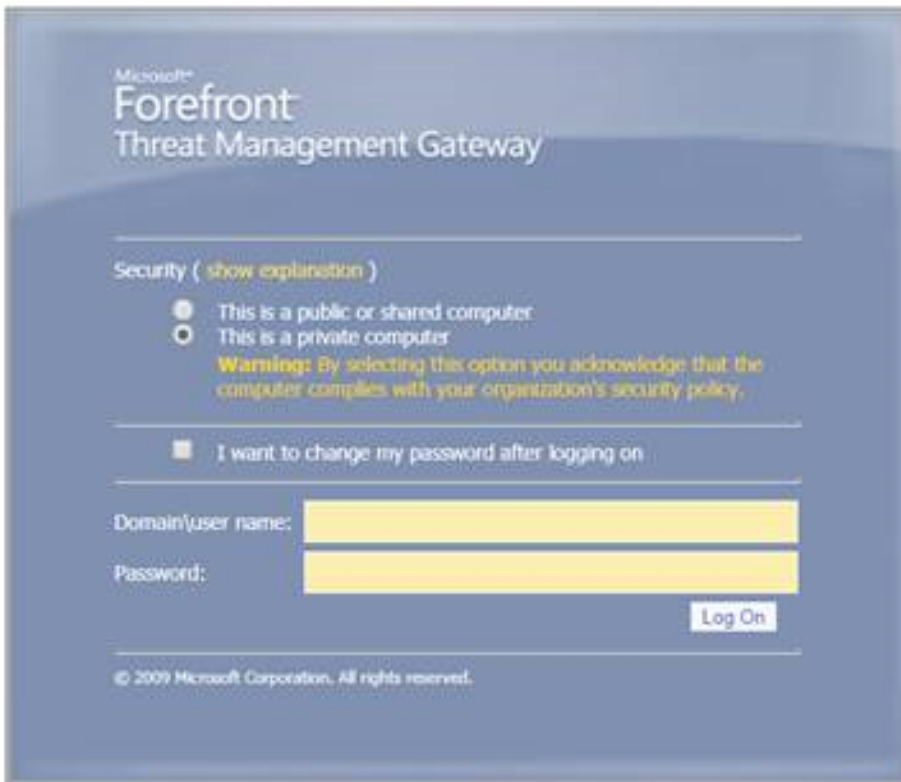 Microsoft®
Forefront™
Threat Management Gateway
Security ( show explanation )
This is a public or shared computer
This is a private computer
Warning: By selecting this option you acknowledge that the
computer complies with your organization's security policy.
I want to change my password after logging on
Domain\user name:
Password:
Log On
© 2009 Microsoft Corporation. All rights reserved.